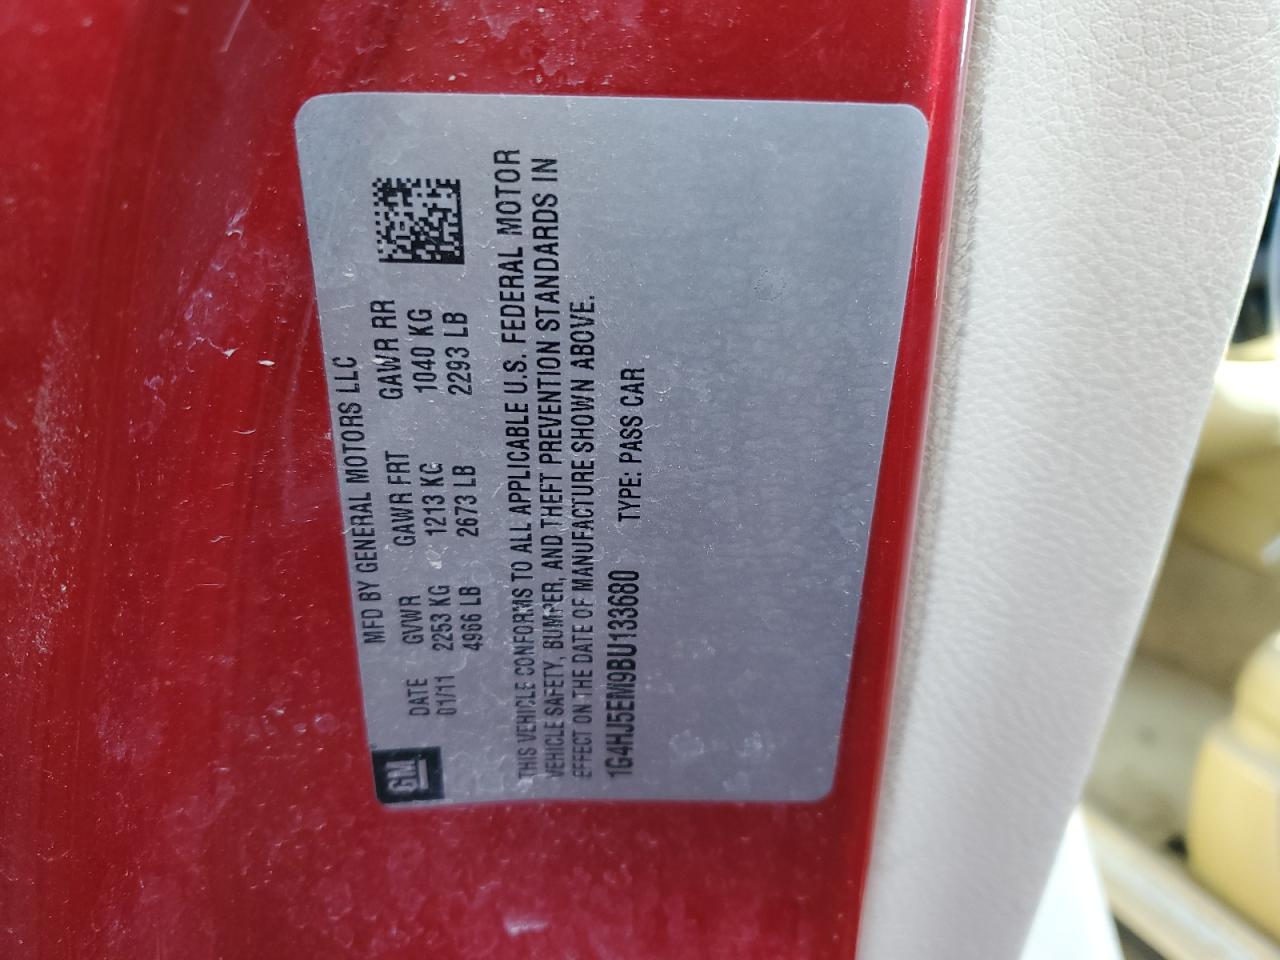 MFD BY GENERAL MOTORS LLC
DATE GVWR GAWR FRT GAWR RR
01/11 2253 KG 1213 KG 1040 KG
4966 LB 2673 LB 2293 LB
GM
THIS VEHICLE CONFORMS TO ALL APPLICABLE U.S. FEDERAL MOTOR
VEHICLE SAFETY, BUMPER, AND THEFT PREVENTION STANDARDS IN
EFFECT ON THE DATE OF MANUFACTURE SHOWN ABOVE.
1G4HJ5EM9BU133680 TYPE: PASS CAR